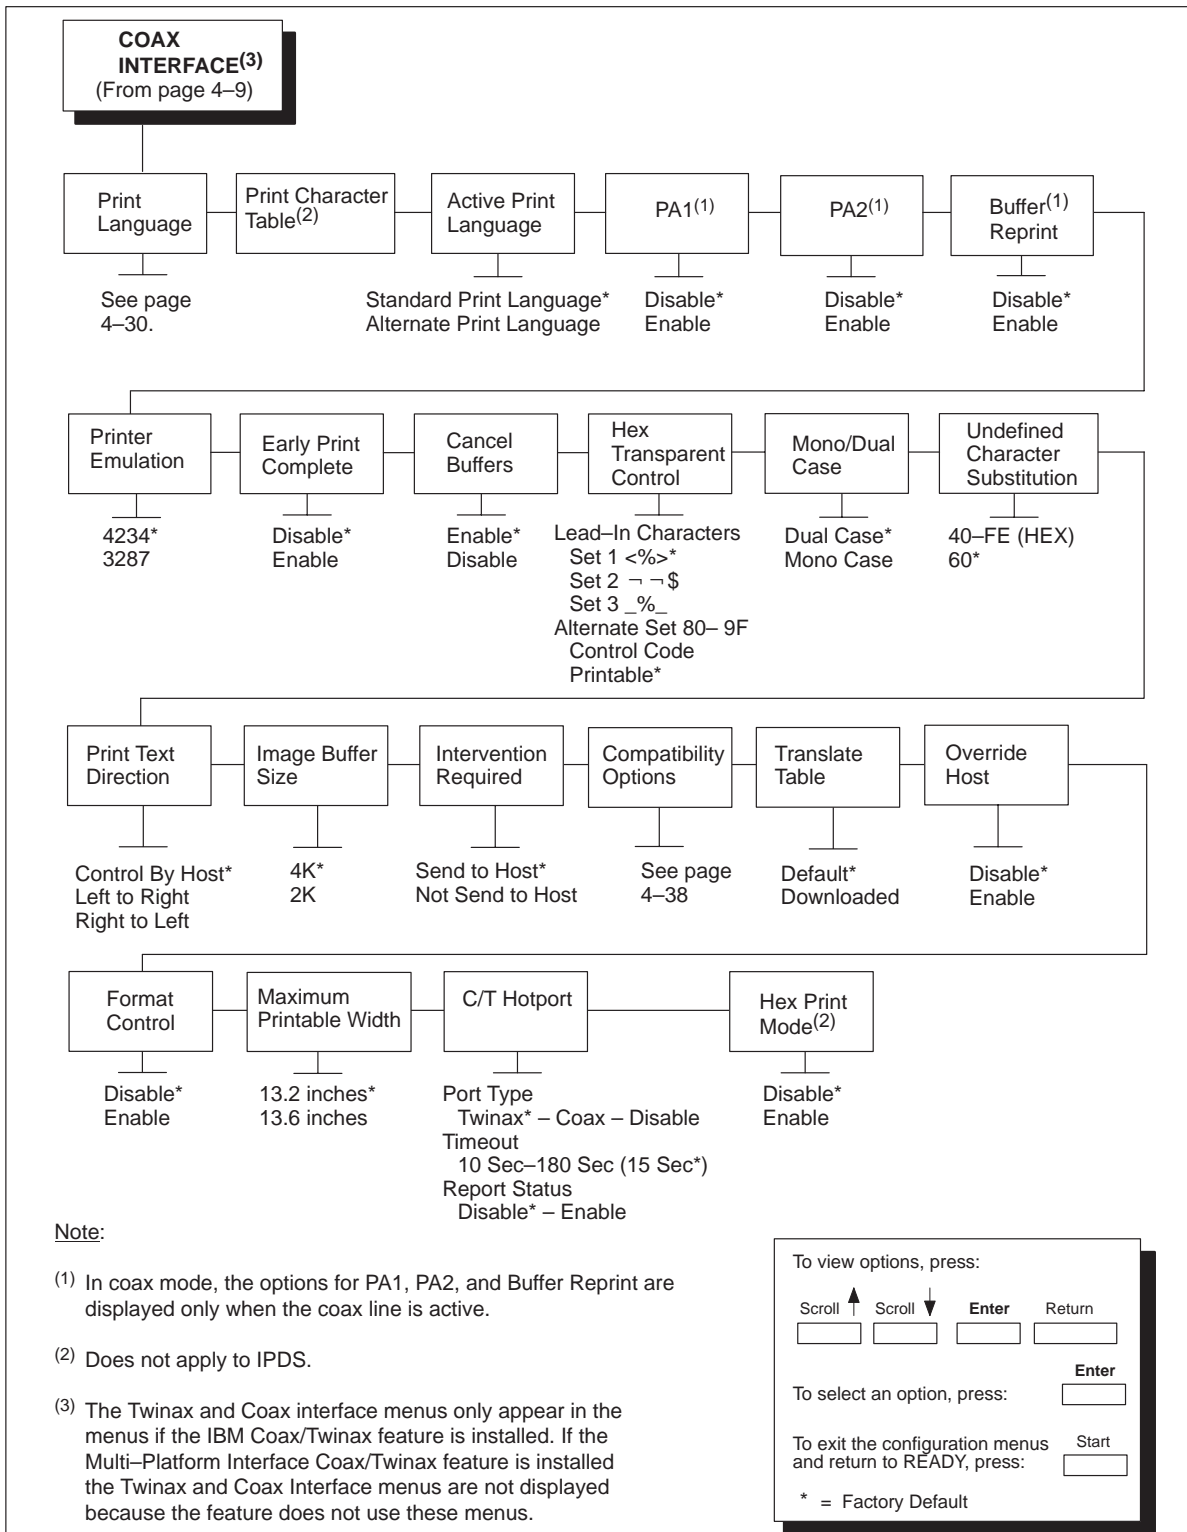 COAX
INTERFACE(3)
(From page 4–9)
Print
Language
Print Character
Table(2)
Active Print
Language
PA1(1)
PA2(1)
Buffer(1)
Reprint
See page
4–30.
Standard Print Language*
Alternate Print Language
Disable*
Enable
Disable*
Enable
Disable*
Enable
Printer
Emulation
Early Print
Complete
Cancel
Buffers
Hex
Transparent
Control
Mono/Dual
Case
Undefined
Character
Substitution
4234*
3287
Disable*
Enable
Enable*
Disable
Lead–In Characters
Set 1 <%>*
Set 2 ¬ ¬ $
Set 3 _%_
Alternate Set 80– 9F
Control Code
Printable*
Dual Case*
Mono Case
40–FE (HEX)
60*
Print Text
Direction
Image Buffer
Size
Intervention
Required
Compatibility
Options
Translate
Table
Override
Host
Control By Host*
Left to Right
Right to Left
4K*
2K
Send to Host*
Not Send to Host
See page
4–38
Default*
Downloaded
Disable*
Enable
Format
Control
Maximum
Printable Width
C/T Hotport
Hex Print
Mode(2)
Disable*
Enable
13.2 inches*
13.6 inches
Port Type
Twinax* – Coax – Disable
Timeout
10 Sec–180 Sec (15 Sec*)
Report Status
Disable* – Enable
Disable*
Enable
Note:
(1) In coax mode, the options for PA1, PA2, and Buffer Reprint are
displayed only when the coax line is active.
(2) Does not apply to IPDS.
(3) The Twinax and Coax interface menus only appear in the
menus if the IBM Coax/Twinax feature is installed. If the
Multi–Platform Interface Coax/Twinax feature is installed
the Twinax and Coax Interface menus are not displayed
because the feature does not use these menus.
To view options, press:
Scroll Scroll Enter Return
Enter
To select an option, press:
To exit the configuration menus
and return to READY, press:
Start
* = Factory Default